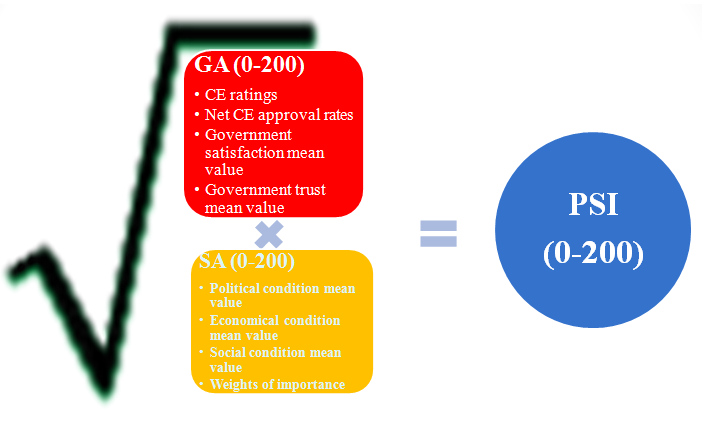 GA (0-200)
• CE ratings
• Net CE approval rates
• Government
satisfaction mean
value
• Government trust
mean value
SA (0-200)
• Political condition mean
value
• Economical condition
mean value
• Social condition mean
value
• Weights of importance
=
PSI
(0-200)